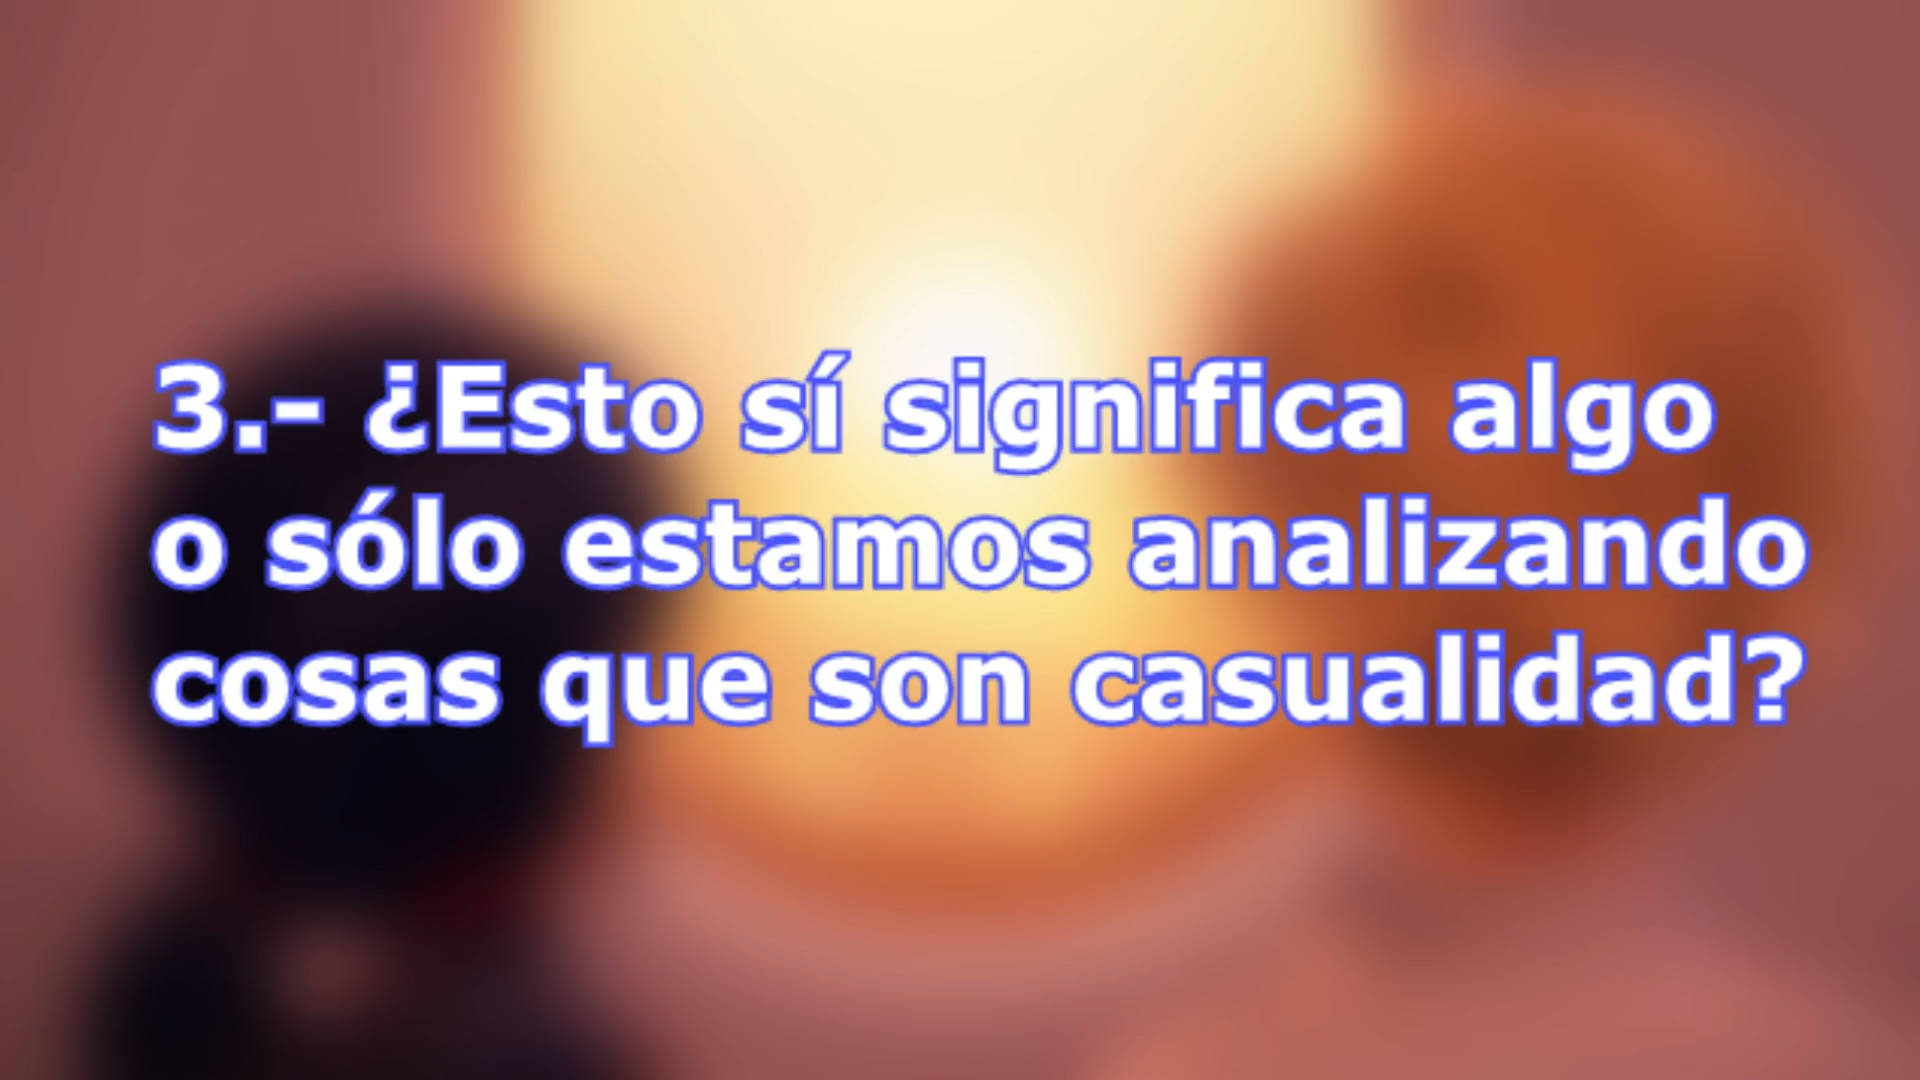 3.- ¿Esto sí significa algo
o sólo estamos analizando
cosas que son casualidad?